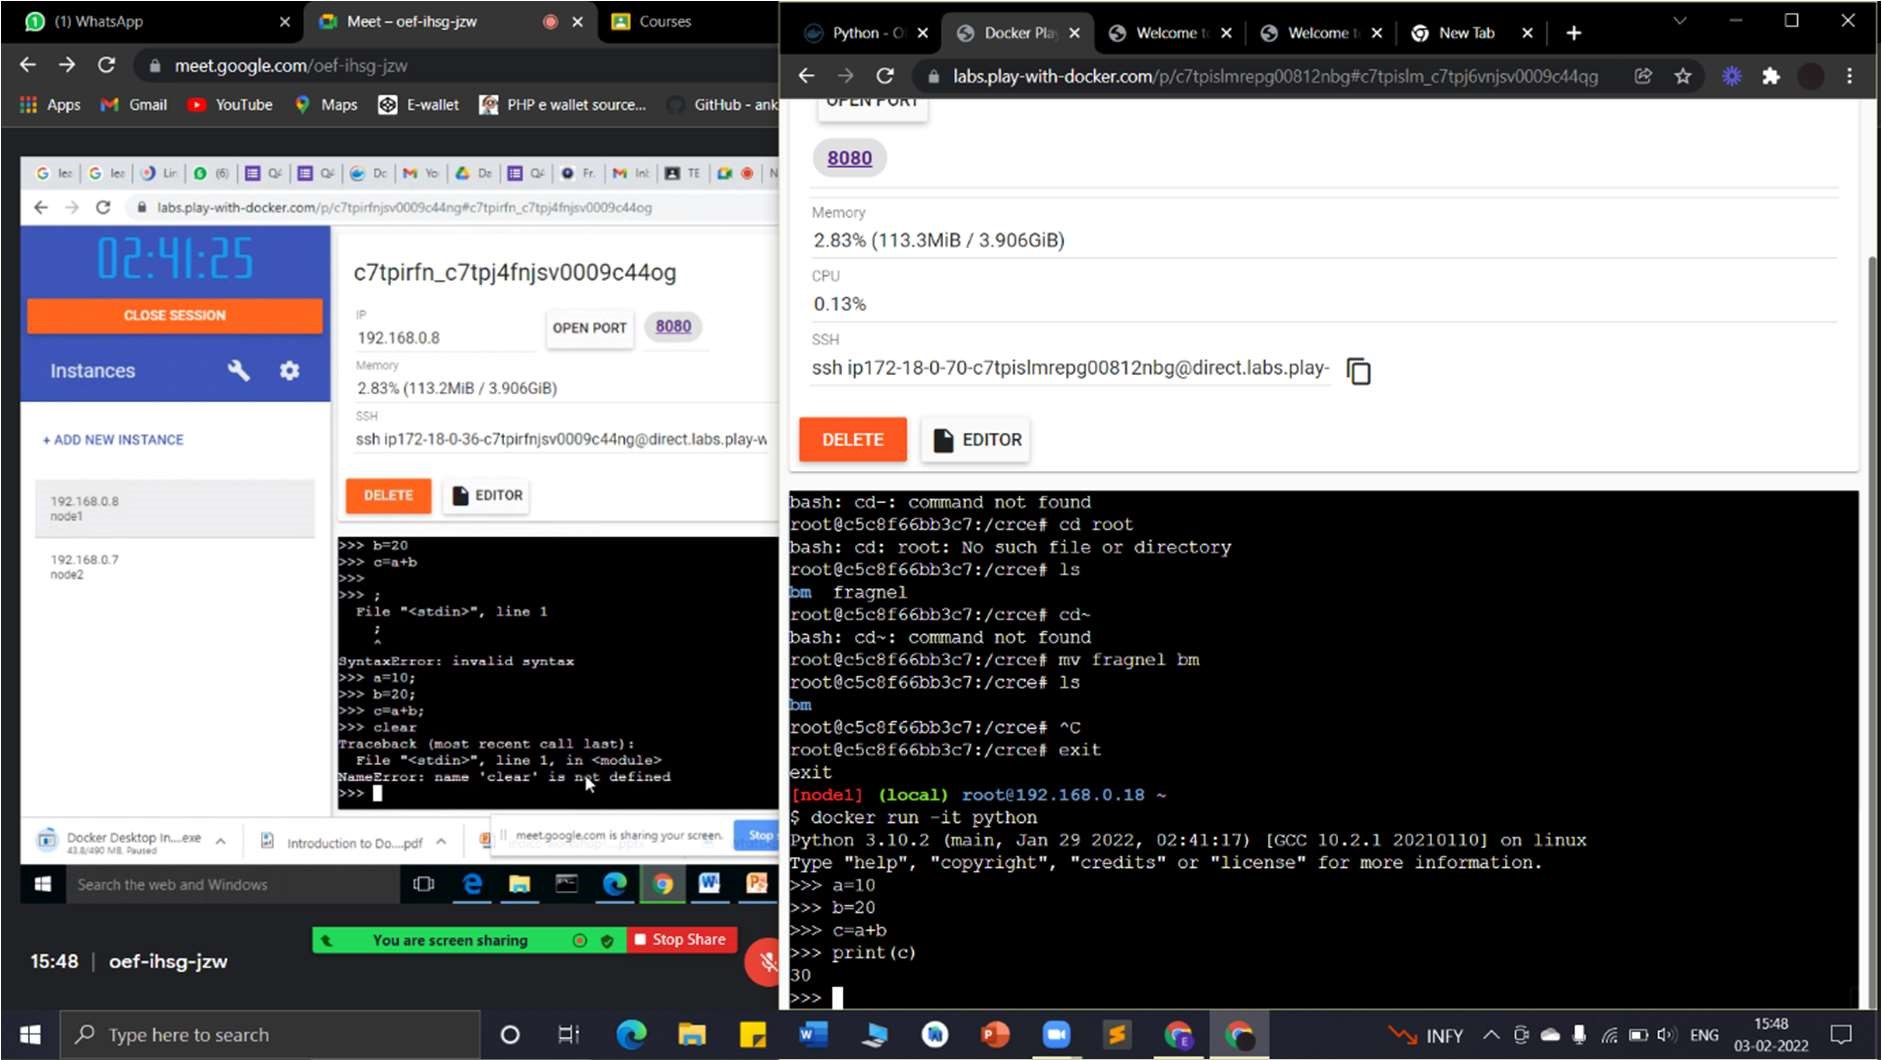 (1) WhatsApp
Meet – oef-ihsg-jzw
Courses
meet.google.com/oef-ihsg-jzw
Apps
Gmail
YouTube
Maps
E-wallet
PHP e wallet source...
GitHub - ank
labs.play-with-docker.com/p/c7tpirfnjsv0009c44ng#c7tpirfn_c7tpj4fnjsv0009c44og
02:41:25
CLOSE SESSION
Instances
+ ADD NEW INSTANCE
192.168.0.8
node1
192.168.0.7
node2
c7tpirfn_c7tpj4fnjsv0009c44og
IP
192.168.0.8
OPEN PORT
8080
Memory
2.83% (113.2MiB / 3.906GiB)
SSH
ssh ip172-18-0-36-c7tpirfnjsv0009c44ng@direct.labs.play-w
DELETE
EDITOR
>>> b=20
>>> c=a+b
>>>
>>> ;
File "<stdin>", line 1
;
^
SyntaxError: invalid syntax
>>> a=10;
>>> b=20;
>>> c=a+b;
>>> clear
Traceback (most recent call last):
File "<stdin>", line 1, in <module>
NameError: name 'clear' is not defined
>>>
Docker Desktop In....exe
43.8/490 MB, Paused
Introduction to Do....pdf
meet.google.com is sharing your screen.
Stop
Search the web and Windows
You are screen sharing
Stop Share
15:48 | oef-ihsg-jzw
Python - O
Docker Pla
Welcome t
Welcome t
New Tab
labs.play-with-docker.com/p/c7tpislmrepg00812nbg#c7tpislm_c7tpj6vnjsv0009c44qg
OPEN PORT
8080
Memory
2.83% (113.3MiB / 3.906GiB)
CPU
0.13%
SSH
ssh ip172-18-0-70-c7tpislmrepg00812nbg@direct.labs.play-
DELETE
EDITOR
bash: cd-: command not found
root@c5c8f66bb3c7:/crce# cd root
bash: cd: root: No such file or directory
root@c5c8f66bb3c7:/crce# ls
bm fragnel
root@c5c8f66bb3c7:/crce# cd~
bash: cd~: command not found
root@c5c8f66bb3c7:/crce# mv fragnel bm
root@c5c8f66bb3c7:/crce# ls
bm
root@c5c8f66bb3c7:/crce# ^C
root@c5c8f66bb3c7:/crce# exit
exit
[node1] (local) root@192.168.0.18 ~
$ docker run -it python
Python 3.10.2 (main, Jan 29 2022, 02:41:17) [GCC 10.2.1 20210110] on linux
Type "help", "copyright", "credits" or "license" for more information.
>>> a=10
>>> b=20
>>> c=a+b
>>> print(c)
30
>>>
Type here to search
INFY
ENG
15:48
03-02-2022